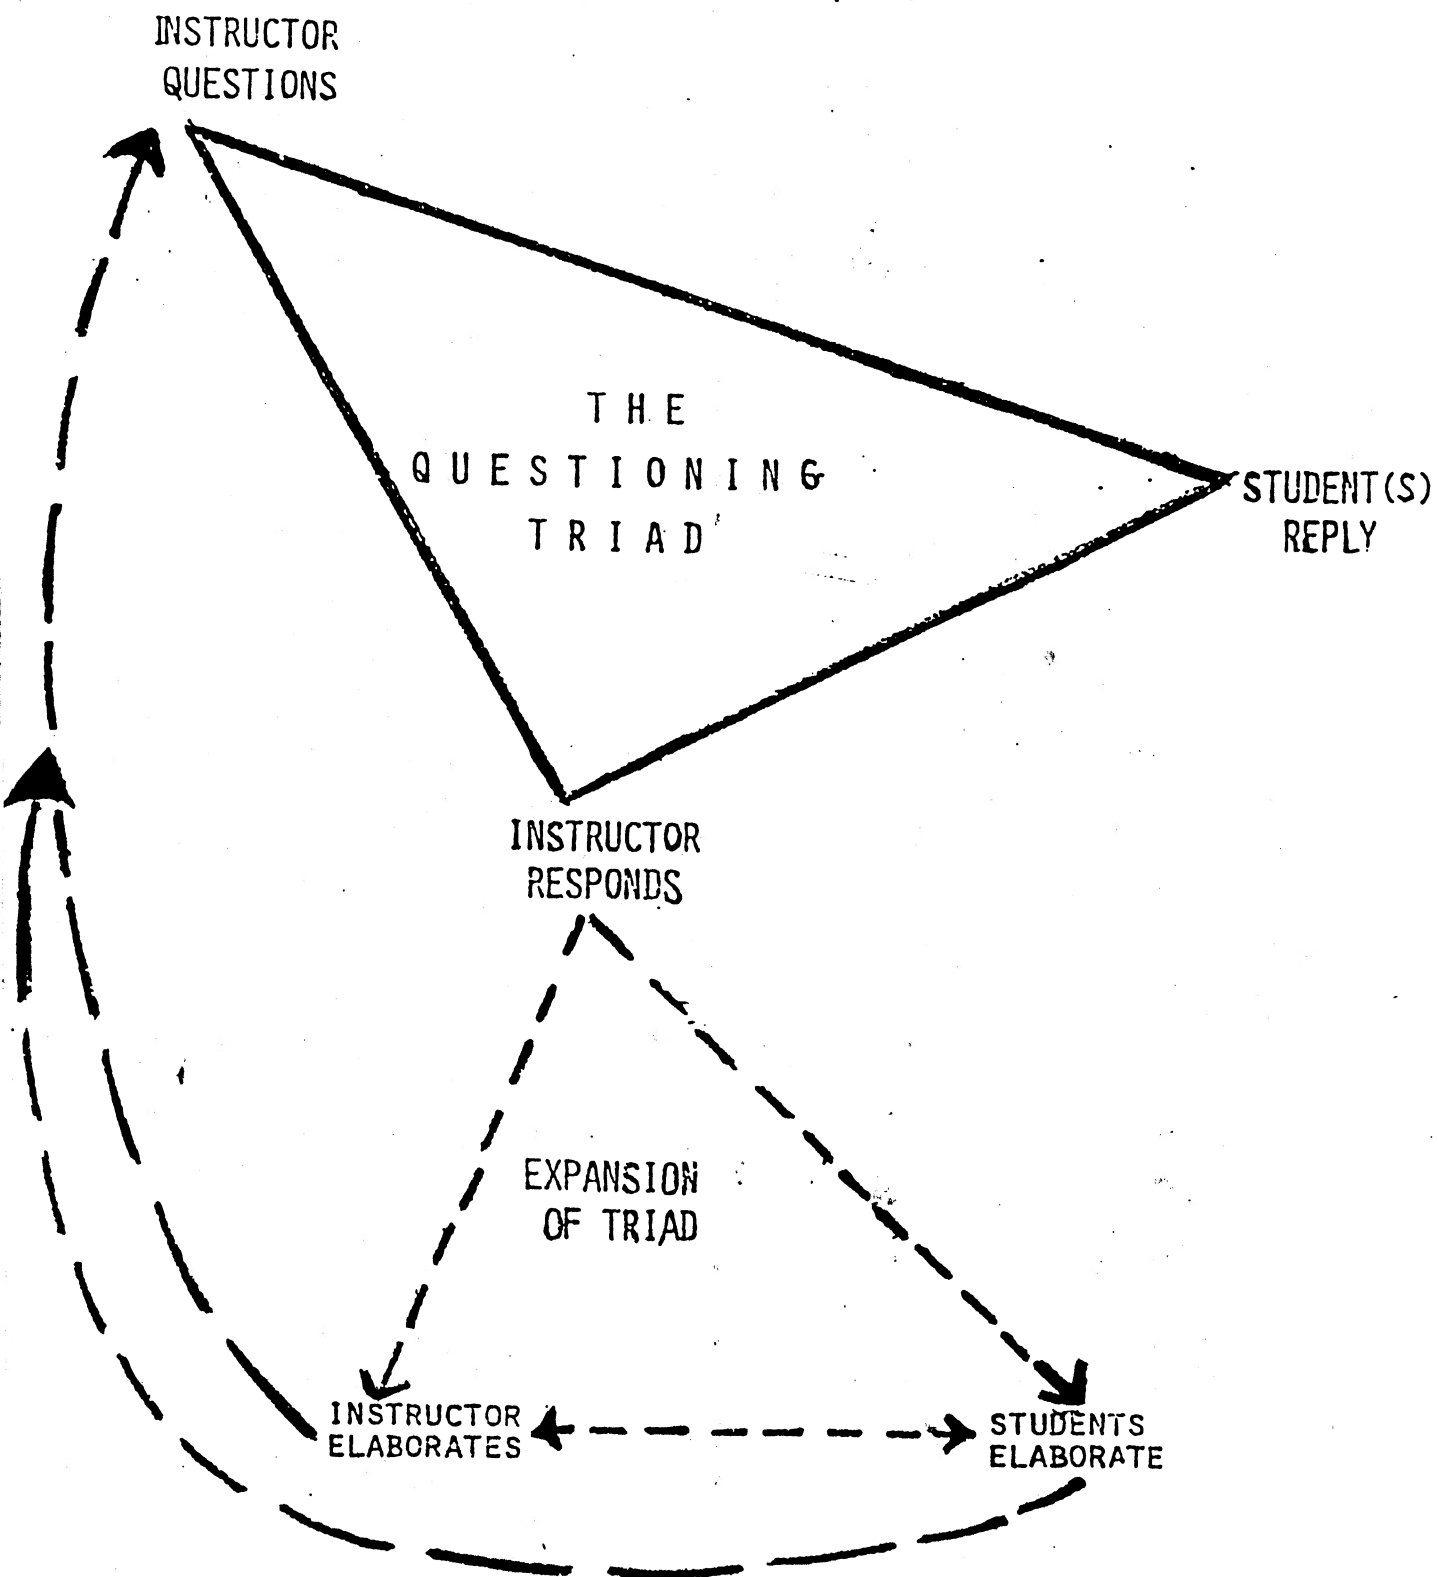 INSTRUCTOR
QUESTIONS
THE
QUESTIONING
TRIAD
STUDENT(S)
REPLY
INSTRUCTOR
RESPONDS
EXPANSION
OF TRIAD
INSTRUCTOR
ELABORATES
STUDENTS
ELABORATE